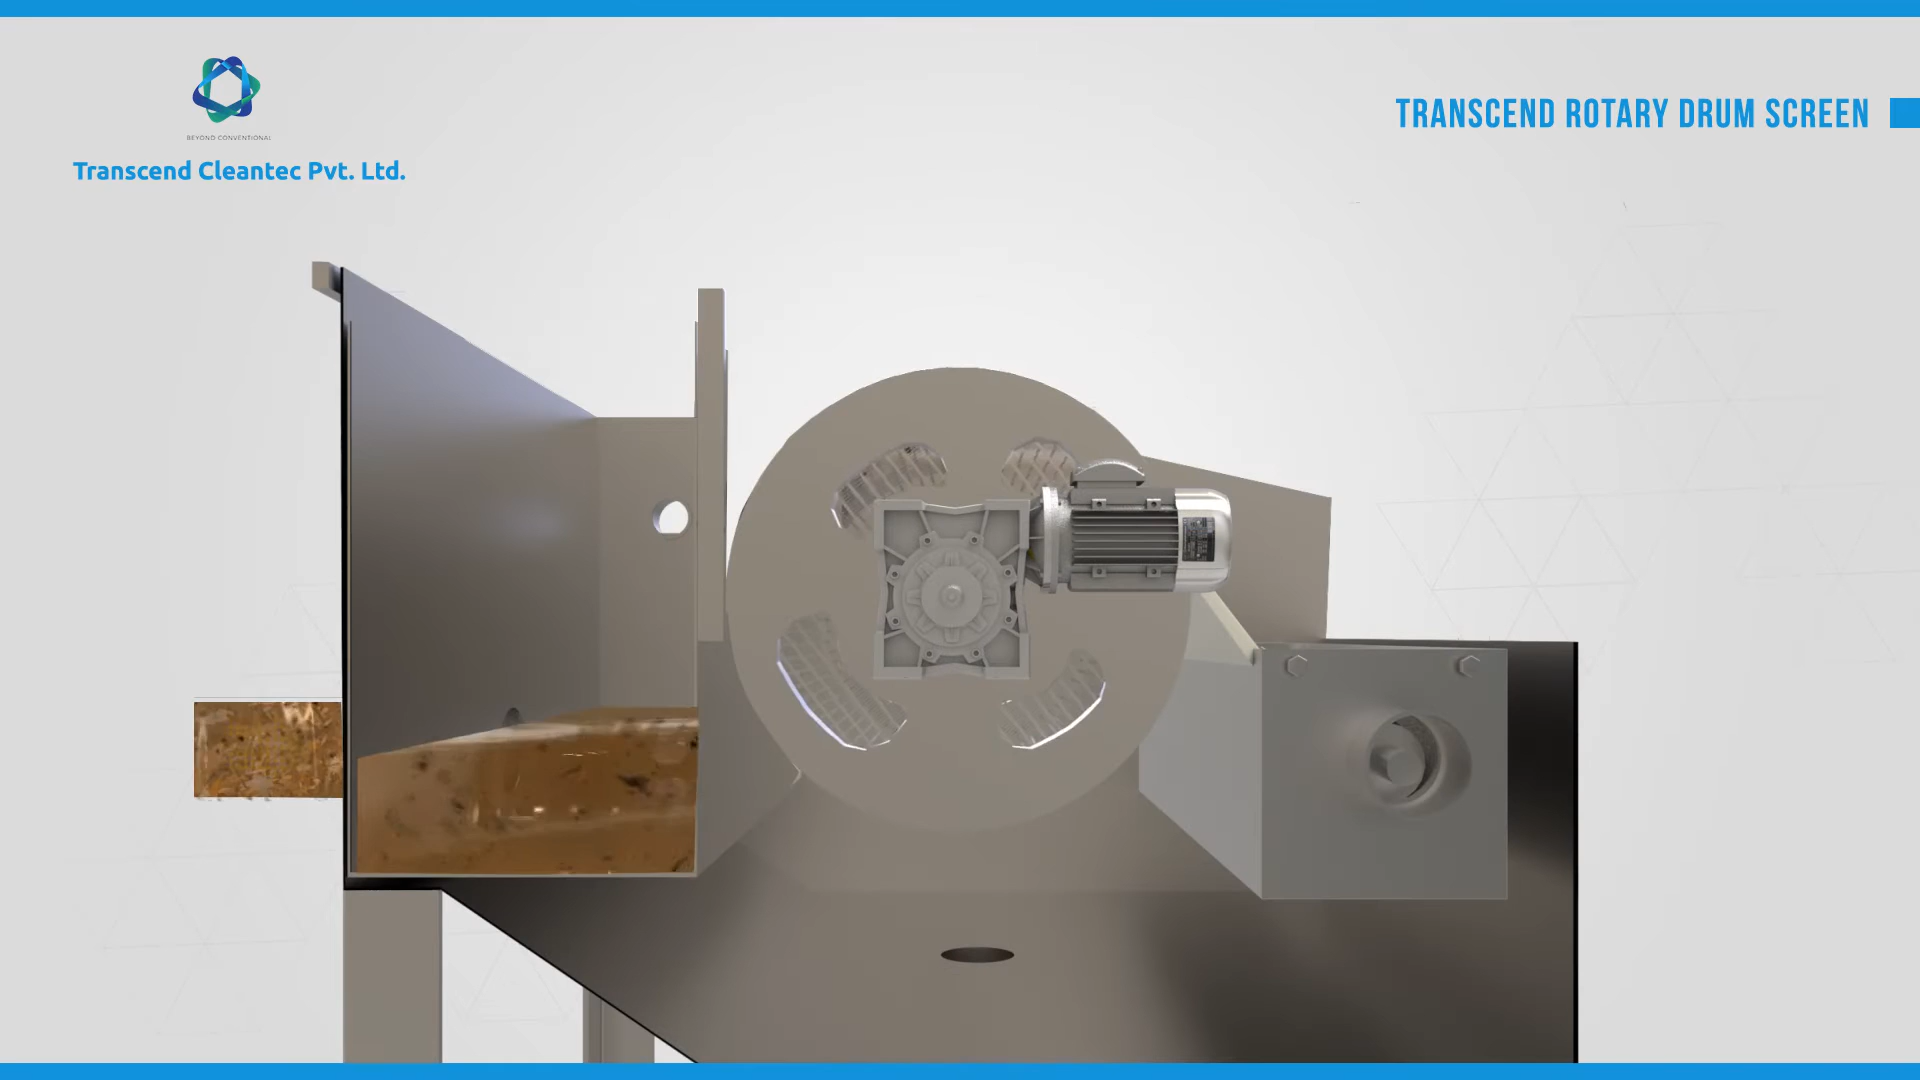 BEYOND CONVENTIONAL
Transcend Cleantec Pvt. Ltd.
TRANSCEND ROTARY DRUM SCREEN